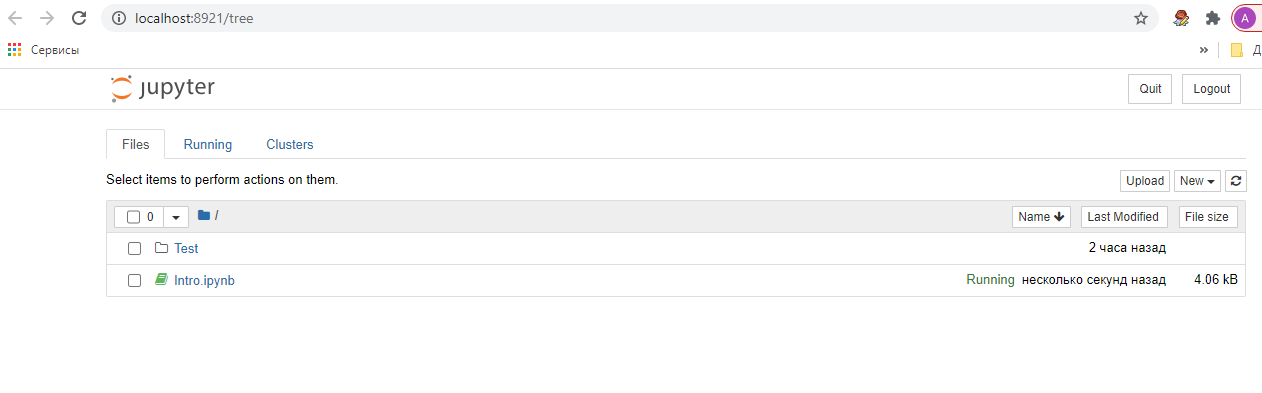 localhost:8921/tree
A
Сервисы
»
Д
jupyter
Quit
Logout
Files
Running
Clusters
Select items to perform actions on them.
Upload
New
0
/
Name
Last Modified
File size
Test
2 часа назад
Intro.ipynb
Running
несколько секунд назад
4.06 kB